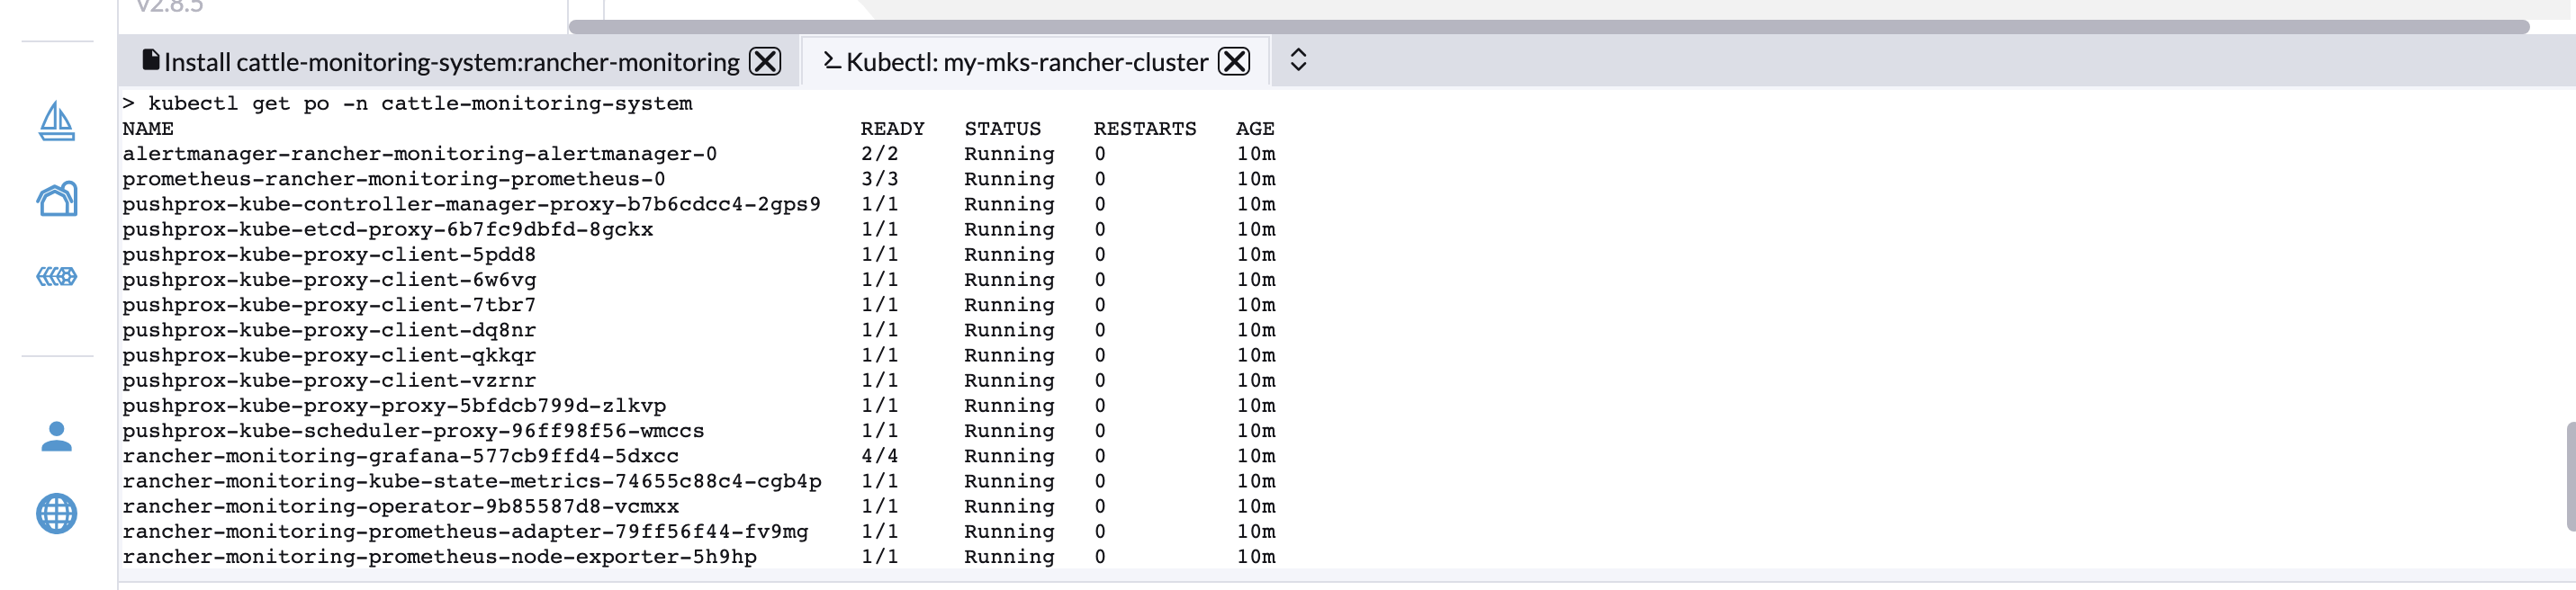 v2.8.5
Install cattle-monitoring-system:rancher-monitoring
Kubectl: my-mks-rancher-cluster
> kubectl get po -n cattle-monitoring-system
NAME READY STATUS RESTARTS AGE
alertmanager-rancher-monitoring-alertmanager-0 2/2 Running 0 10m
prometheus-rancher-monitoring-prometheus-0 3/3 Running 0 10m
pushprox-kube-controller-manager-proxy-b7b6cdcc4-2gps9 1/1 Running 0 10m
pushprox-kube-etcd-proxy-6b7fc9dbfd-8gckx 1/1 Running 0 10m
pushprox-kube-proxy-client-5pdd8 1/1 Running 0 10m
pushprox-kube-proxy-client-6w6vg 1/1 Running 0 10m
pushprox-kube-proxy-client-7tbr7 1/1 Running 0 10m
pushprox-kube-proxy-client-dq8nr 1/1 Running 0 10m
pushprox-kube-proxy-client-qkkqr 1/1 Running 0 10m
pushprox-kube-proxy-client-vzrnr 1/1 Running 0 10m
pushprox-kube-proxy-proxy-5bfdcb799d-zlkvp 1/1 Running 0 10m
pushprox-kube-scheduler-proxy-96ff98f56-wmccs 1/1 Running 0 10m
rancher-monitoring-grafana-577cb9ffd4-5dxcc 4/4 Running 0 10m
rancher-monitoring-kube-state-metrics-74655c88c4-cgb4p 1/1 Running 0 10m
rancher-monitoring-operator-9b85587d8-vcmxx 1/1 Running 0 10m
rancher-monitoring-prometheus-adapter-79ff56f44-fv9mg 1/1 Running 0 10m
rancher-monitoring-prometheus-node-exporter-5h9hp 1/1 Running 0 10m